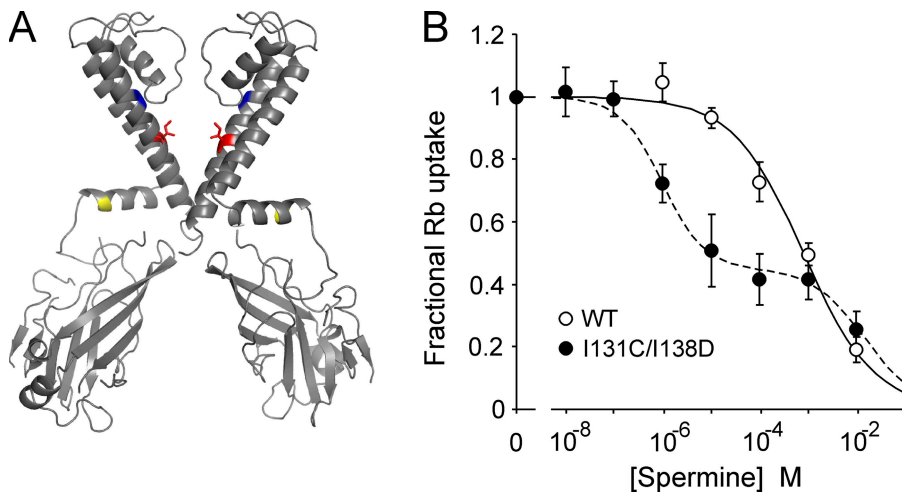 A
B
1.2
1
0.8
0.6
0.4
0.2
0
Fractional Rb uptake
WT
I131C/I138D
0 10⁻⁸ 10⁻⁶ 10⁻⁴ 10⁻²
[Spermine] M